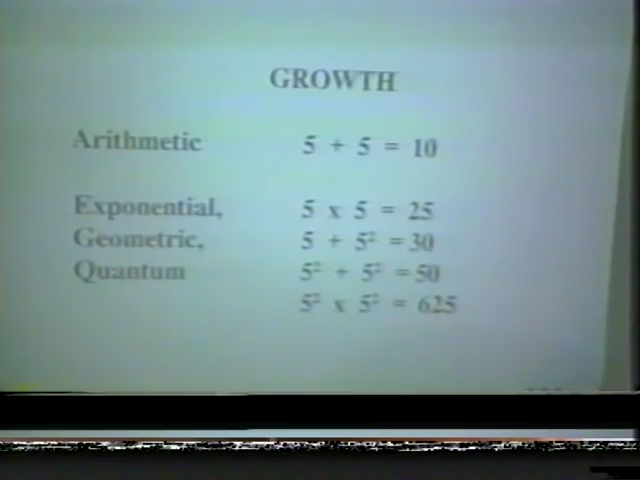 GROWTH
Arithmetic 5 + 5 = 10
Exponential, 5 x 5 = 25
Geometric, 5 + 5² = 30
Quantum 5² + 5² = 50
5² x 5² = 625